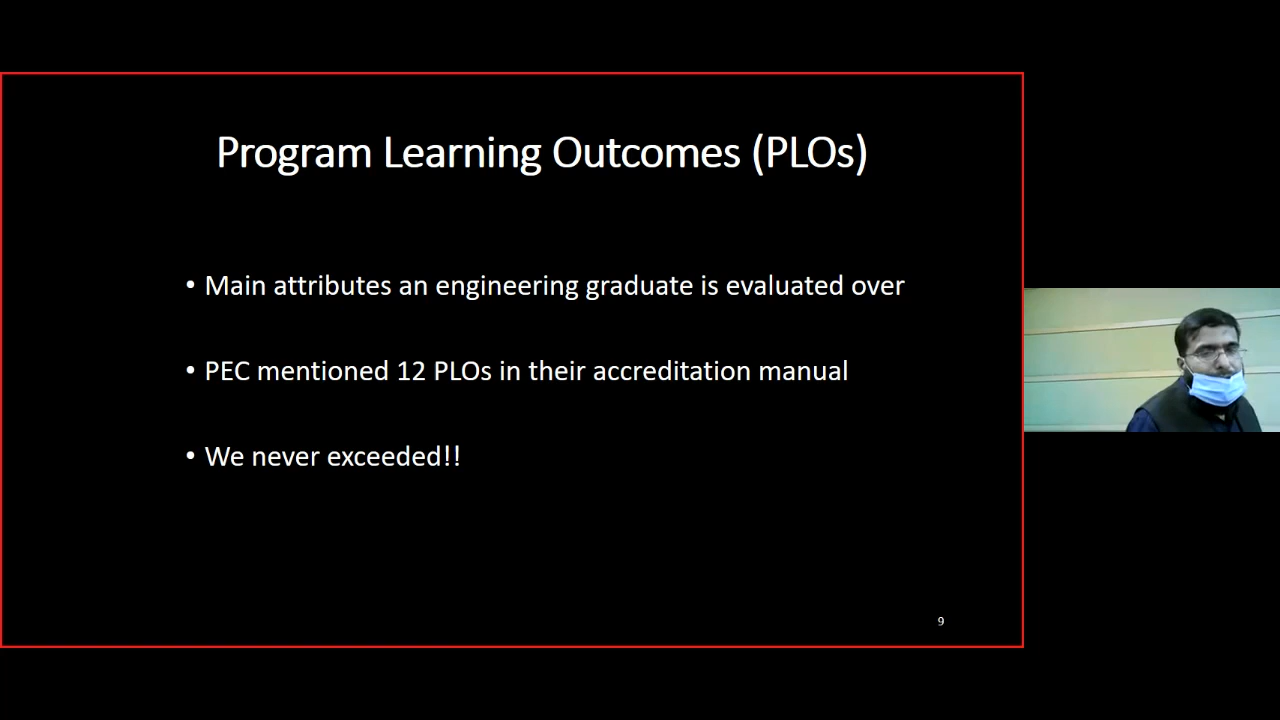 Program Learning Outcomes (PLOs)
• Main attributes an engineering graduate is evaluated over
• PEC mentioned 12 PLOs in their accreditation manual
• We never exceeded!!
9